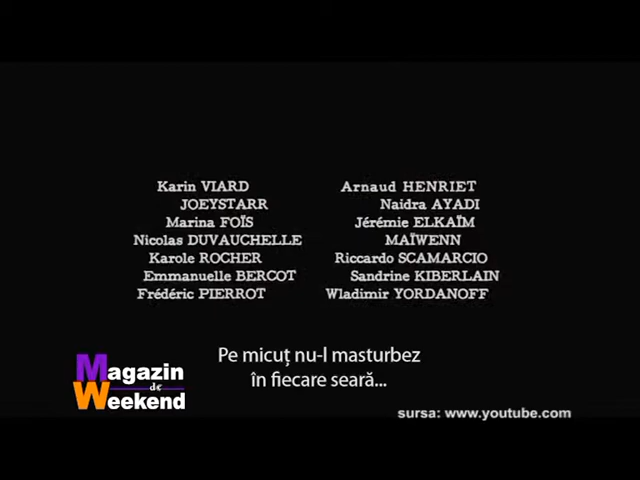 Karin VIARD
JOEYSTARR
Marina FOÏS
Nicolas DUVAUCHELLE
Karole ROCHER
Emmanuelle BERCOT
Frédéric PIERROT
Arnaud HENRIET
Naidra AYADI
Jérémie ELKAÏM
MAÏWENN
Riccardo SCAMARCIO
Sandrine KIBERLAIN
Wladimir YORDANOFF
Pe micuț nu-l masturbez
în fiecare seară...
Magazin
de
Weekend
sursa: www.youtube.com